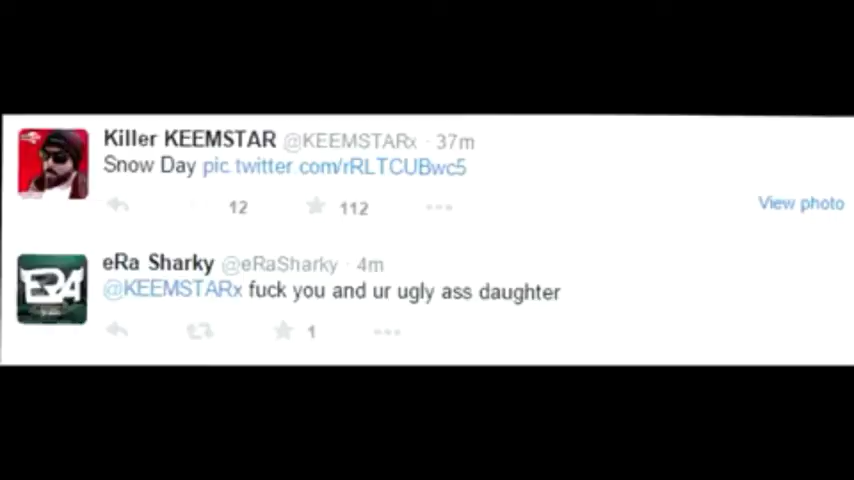 Killer KEEMSTAR @KEEMSTARx · 37m
Snow Day pic.twitter com/rRLTCUBwc5
12 112
View photo
ERA
eRa Sharky @eRaSharky · 4m
@KEEMSTARx fuck you and ur ugly ass daughter
1